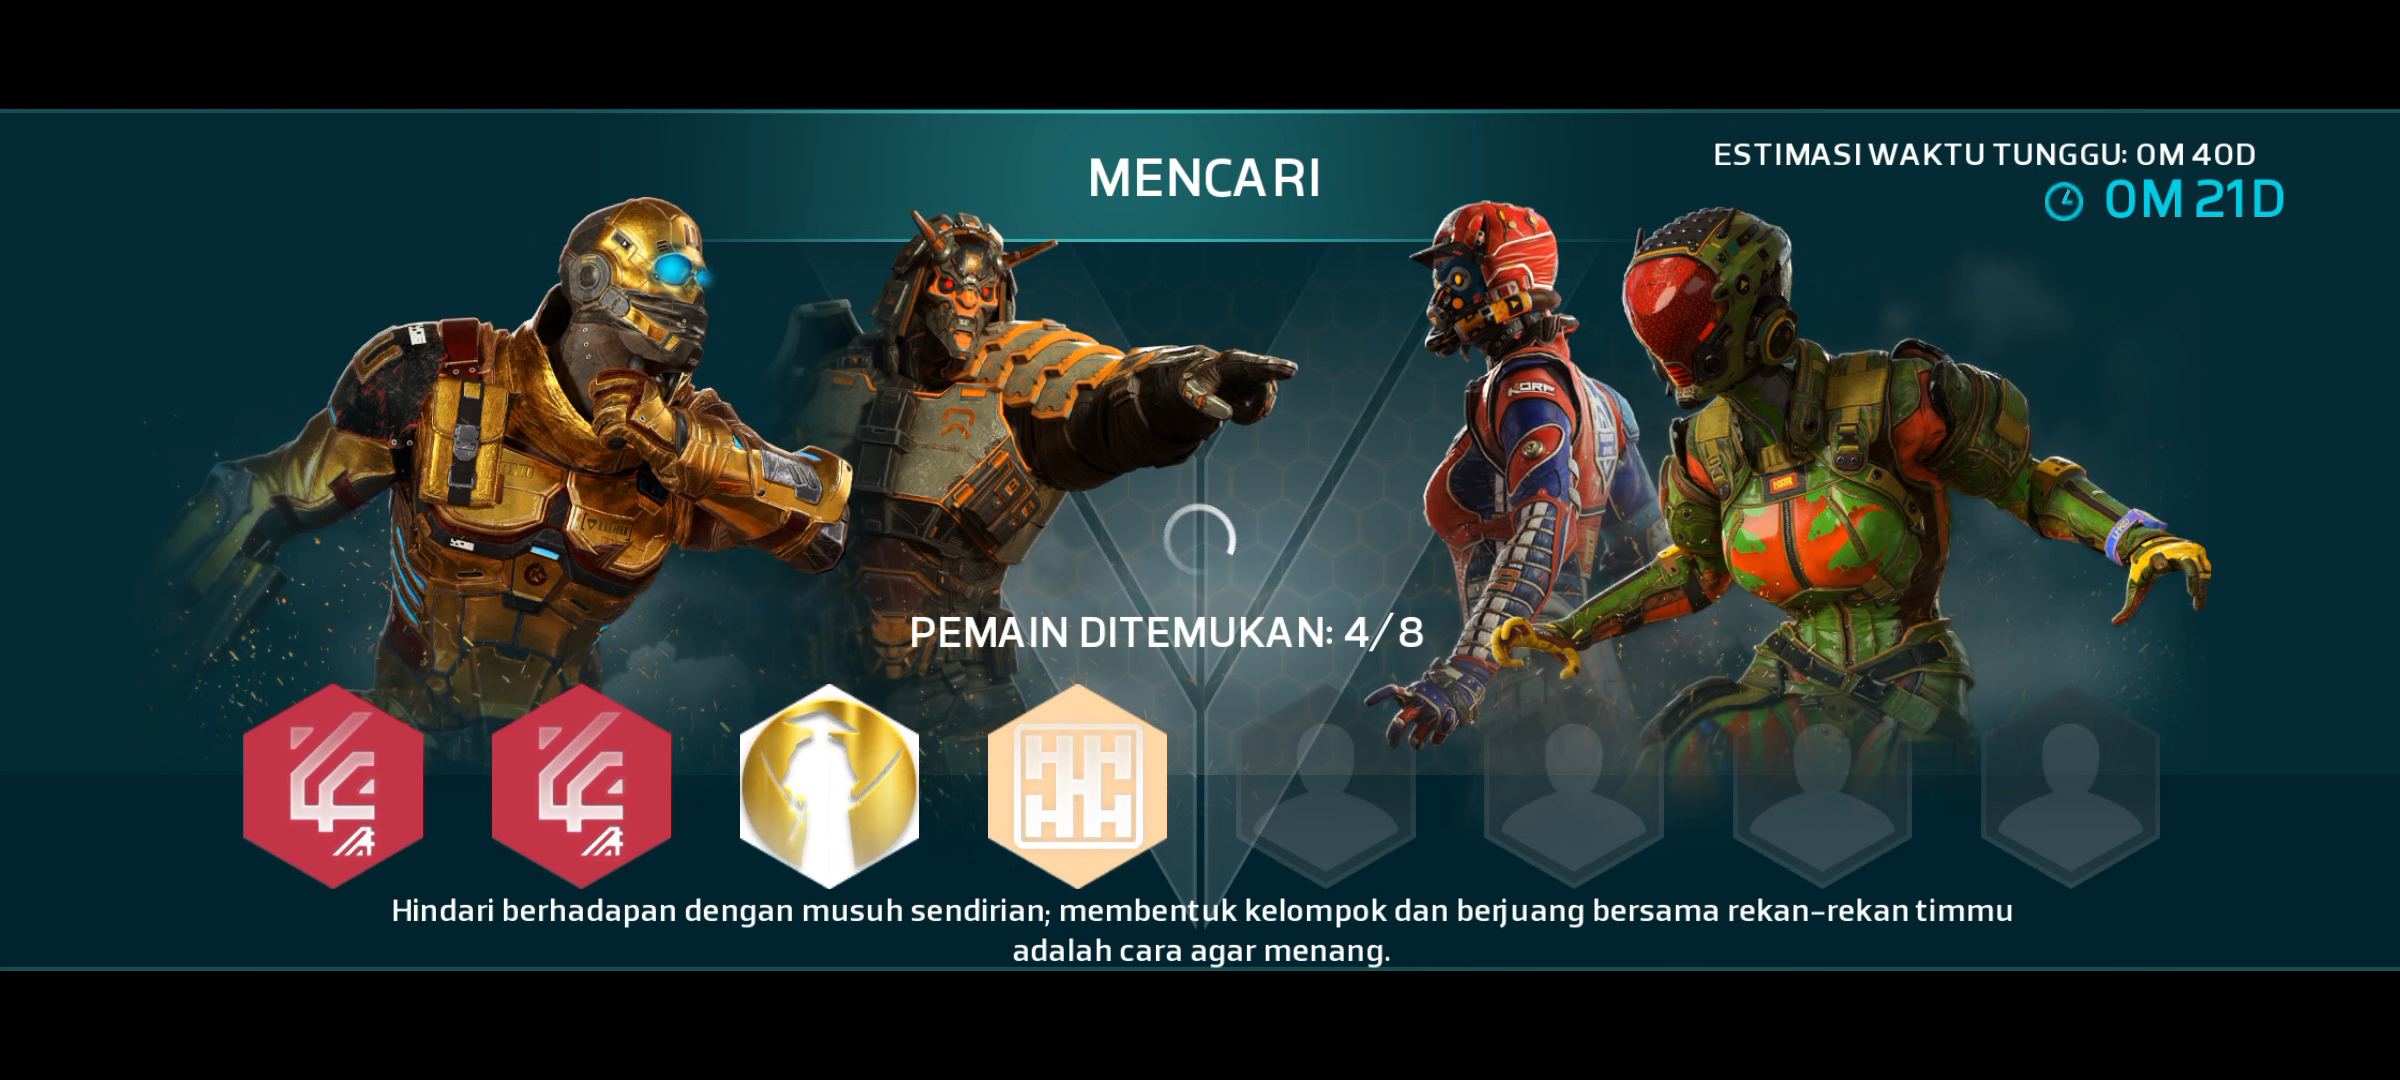 MENCARI
ESTIMASI WAKTU TUNGGU: 0M 40D
0M 21D
KORP
PEMAIN DITEMUKAN: 4/8
Hindari berhadapan dengan musuh sendirian; membentuk kelompok dan berjuang bersama rekan-rekan timmu
adalah cara agar menang.